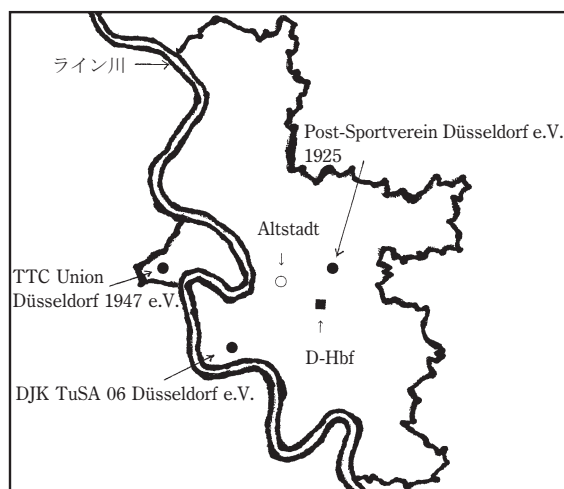 ライン川
Post-Sportverein Düsseldorf e.V.
1925
Altstadt
TTC Union
Düsseldorf 1947 e.V.
D-Hbf
DJK TuSA 06 Düsseldorf e.V.